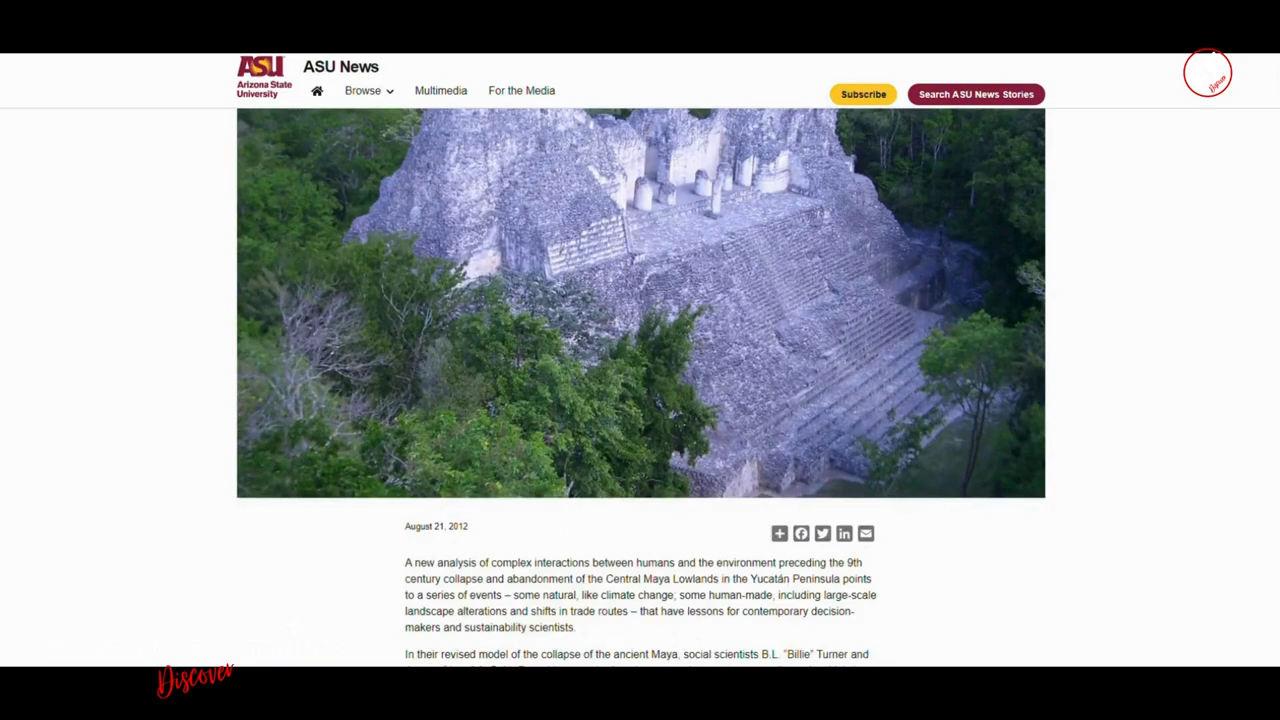 ASU
Arizona State
University
ASU News
Browse
Multimedia
For the Media
Subscribe
Search ASU News Stories
Discover
August 21, 2012
A new analysis of complex interactions between humans and the environment preceding the 9th
century collapse and abandonment of the Central Maya Lowlands in the Yucatán Peninsula points
to a series of events – some natural, like climate change; some human-made, including large-scale
landscape alterations and shifts in trade routes – that have lessons for contemporary decision-
makers and sustainability scientists.
In their revised model of the collapse of the ancient Maya, social scientists B.L. "Billie" Turner and
Discover